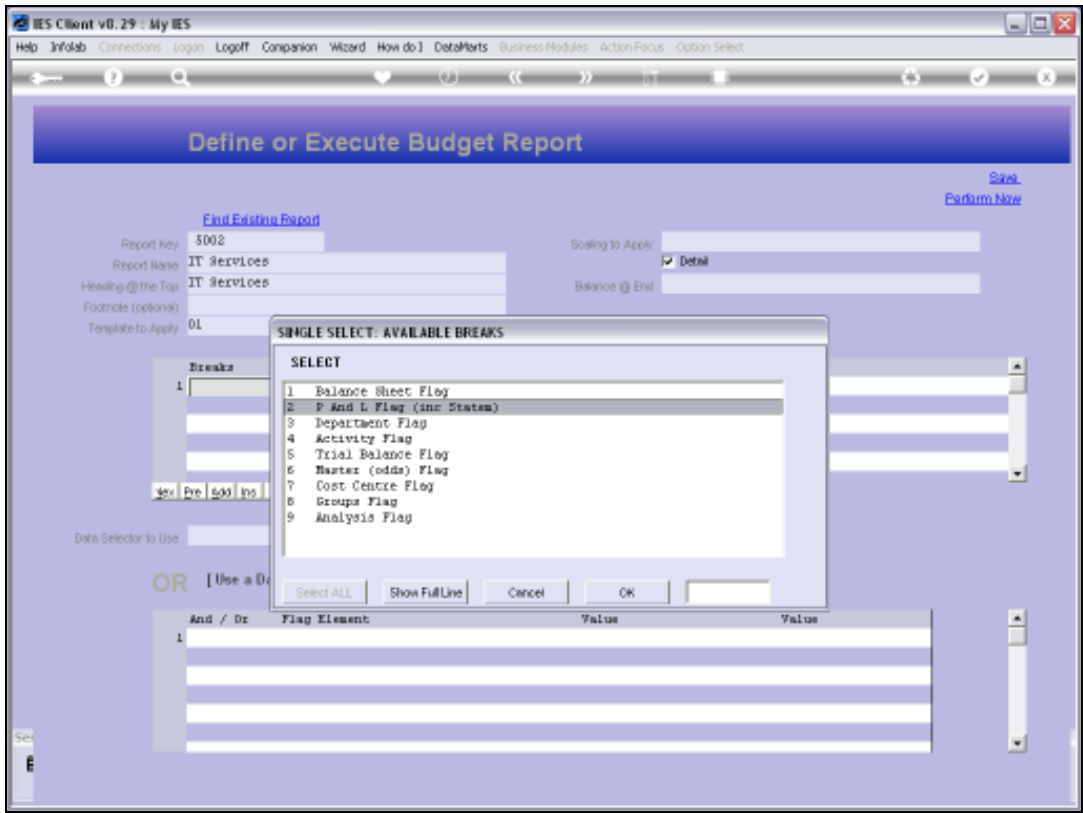 IES Client v8.29 : My IES
Help Infolab Connections Logon Logoff Companion Wizard How do I DataMarts Business Modules Action Focus Option Select
Define or Execute Budget Report
Save
Perform Now
Find Existing Report
Report Key 5002 Scaling to Apply
Report Name IT Services Detail
Heading @ the Top IT Services Balance @ End
Footnote (optional)
Template to Apply 01
SINGLE SELECT: AVAILABLE BREAKS
SELECT
Breaks
1
1 Balance Sheet Flag
2 P And L Flag (inc Statem)
3 Department Flag
4 Activity Flag
5 Trial Balance Flag
6 Master (odds) Flag
7 Cost Centre Flag
8 Groups Flag
9 Analysis Flag
Nex Pre Add Ins
Data Selector to Use
OR [ Use a Da
Select ALL Show Full Line Cancel OK
And / Or Flag Element Value Value
1